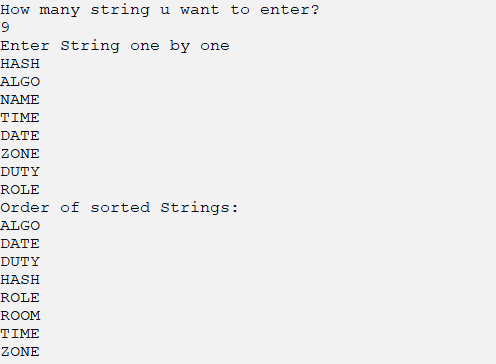 How many string u want to enter?
9
Enter String one by one
HASH
ALGO
NAME
TIME
DATE
ZONE
DUTY
ROLE
Order of sorted Strings:
ALGO
DATE
DUTY
HASH
ROLE
ROOM
TIME
ZONE